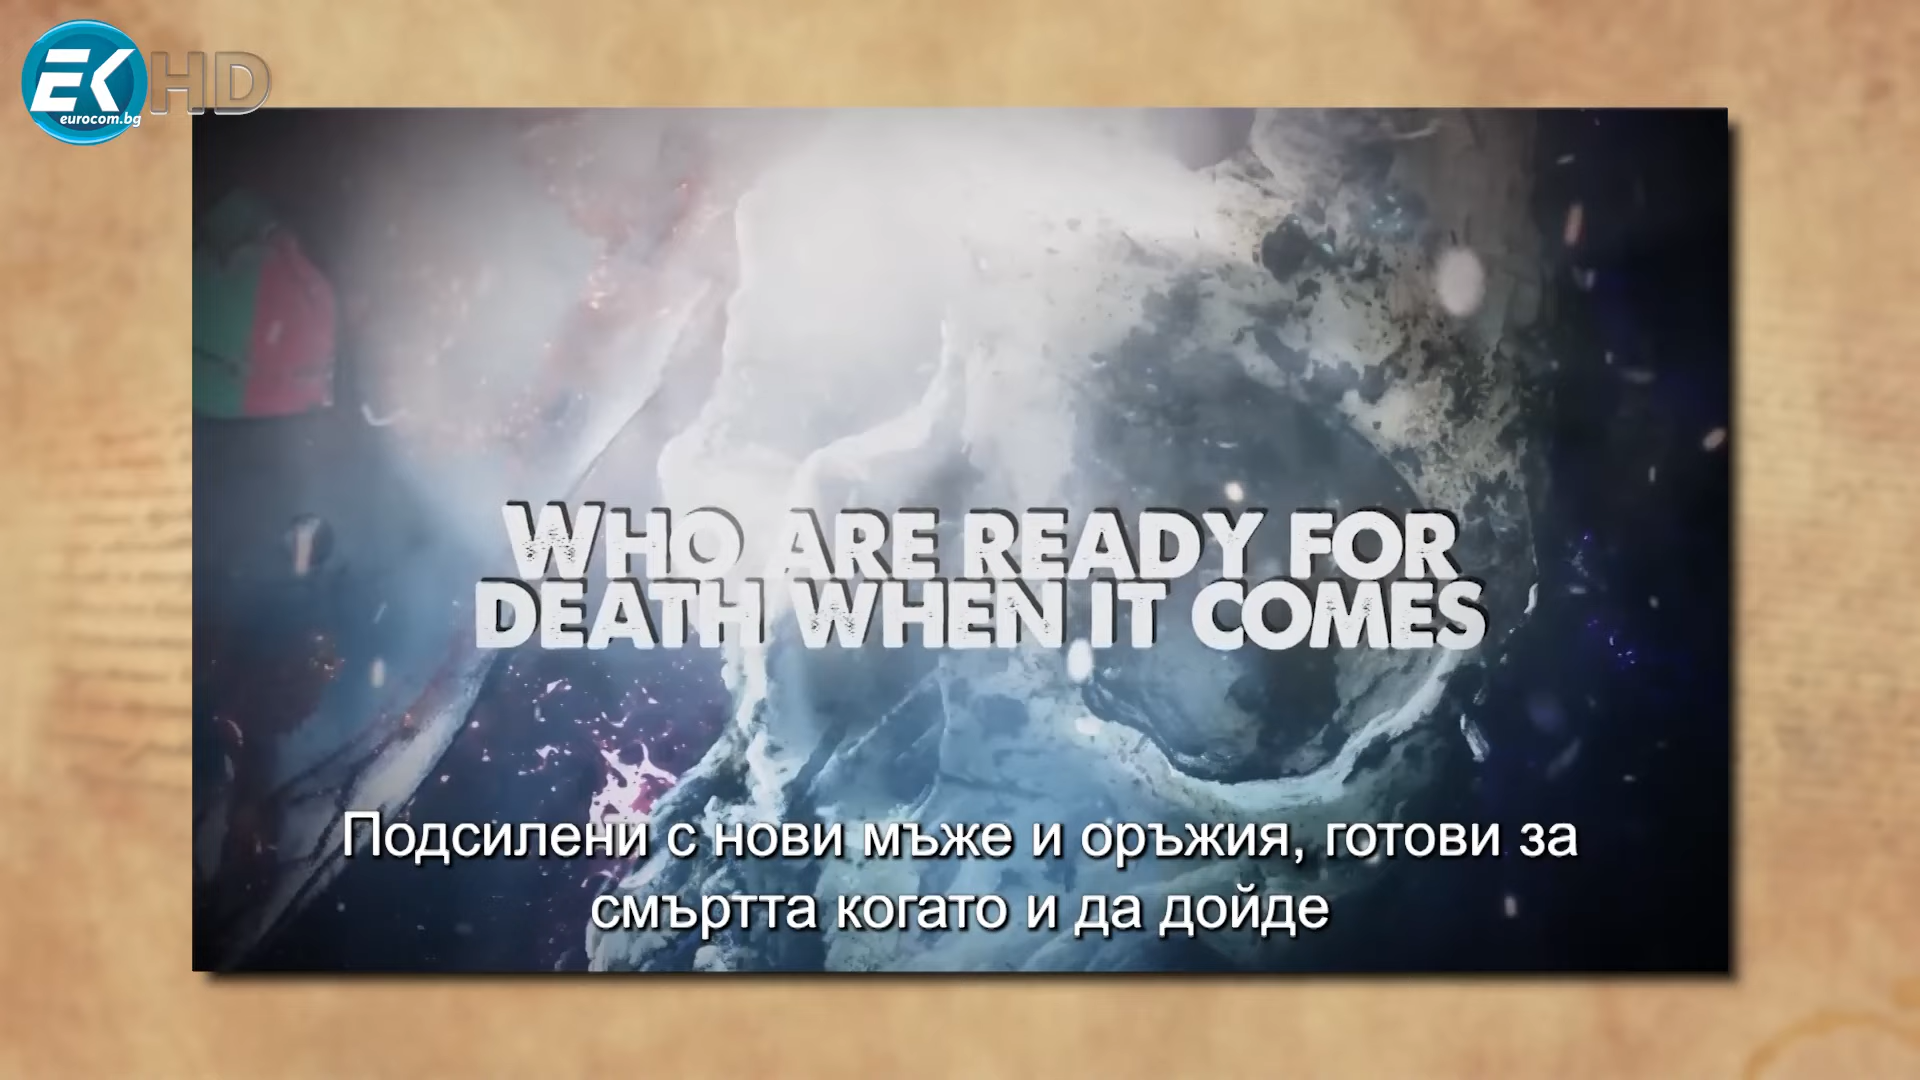 EK HD
eurocom.bg
WHO ARE READY FOR
DEATH WHEN IT COMES
Подсилени с нови мъже и оръжия, готови за
смъртта когато и да дойде